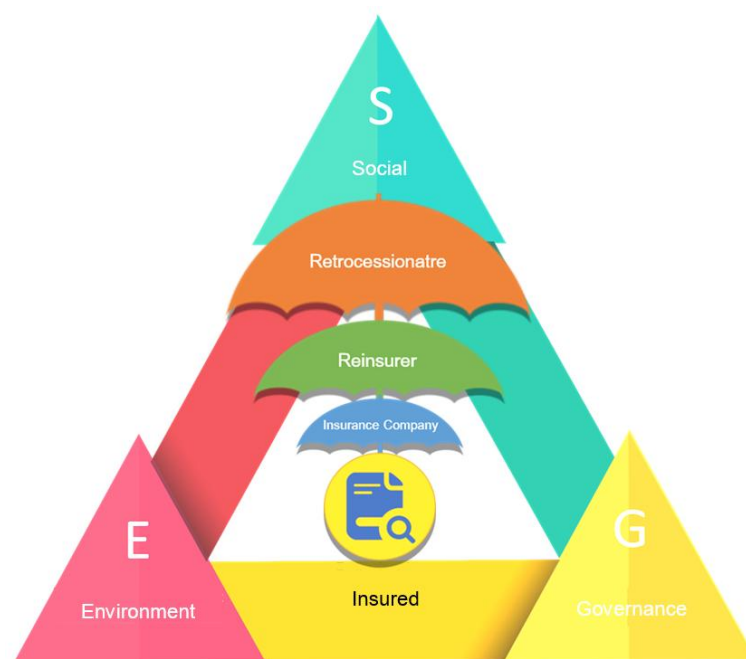 S
Social
Retrocessionatre
Reinsurer
Insurance Company
E
Environment
Insured
G
Governance